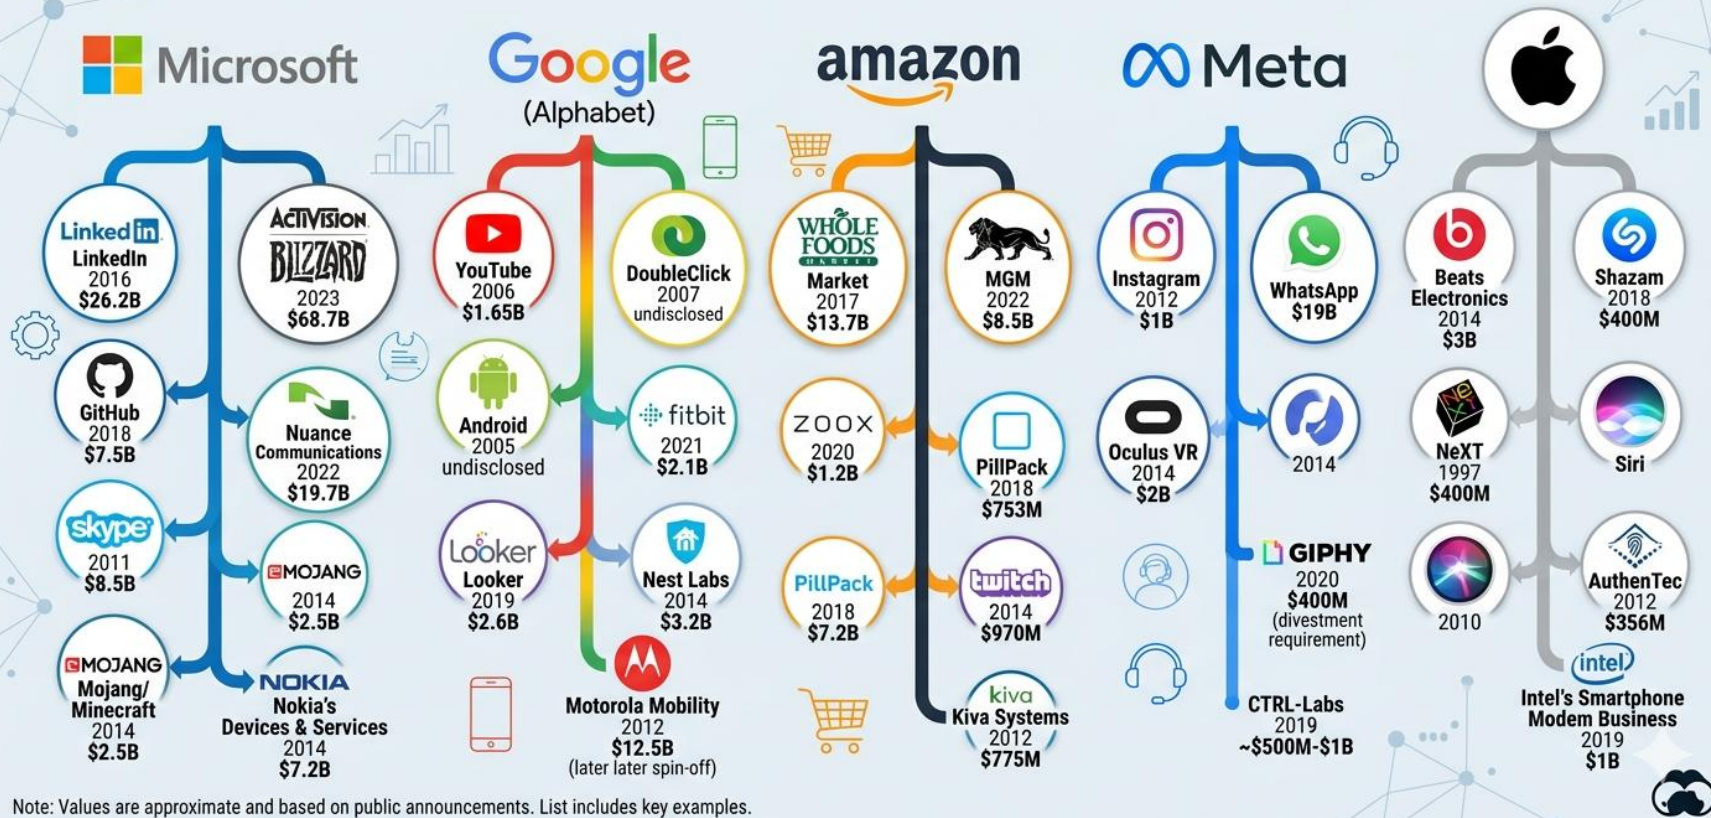 Microsoft
Linked in
LinkedIn
2016
$26.2B
ACTIVISION
BLIZZARD
2023
$68.7B
GitHub
2018
$7.5B
Nuance
Communications
2022
$19.7B
skype
2011
$8.5B
MOJANG
2014
$2.5B
MOJANG
Mojang/
Minecraft
2014
$2.5B
NOKIA
Nokia's
Devices & Services
2014
$7.2B
Google
(Alphabet)
YouTube
2006
$1.65B
DoubleClick
2007
undisclosed
Android
2005
undisclosed
fitbit
2021
$2.1B
Looker
Looker
2019
$2.6B
Nest Labs
2014
$3.2B
Motorola Mobility
2012
$12.5B
(later later spin-off)
amazon
WHOLE
FOODS
MARKET
Market
2017
$13.7B
MGM
2022
$8.5B
ZOOX
2020
$1.2B
PillPack
2018
$753M
PillPack
2018
$7.2B
twitch
2014
$970M
kiva
Kiva Systems
2012
$775M
Meta
Instagram
2012
$1B
WhatsApp
$19B
Oculus VR
2014
$2B
2014
GIPHY
2020
$400M
(divestment
requirement)
CTRL-Labs
2019
~$500M-$1B
Beats
Electronics
2014
$3B
Shazam
2018
$400M
NeXT
NeXT
1997
$400M
Siri
2010
AuthenTec
2012
$356M
intel
Intel's Smartphone
Modem Business
2019
$1B
Note: Values are approximate and based on public announcements. List includes key examples.